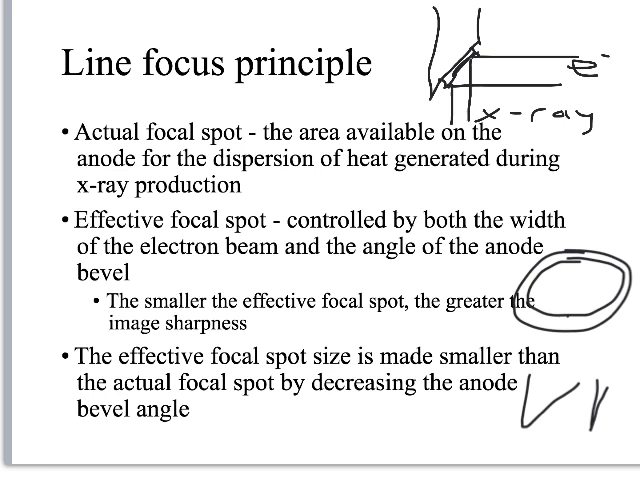 Line focus principle
e-
x-ray
• Actual focal spot - the area available on the
anode for the dispersion of heat generated during
x-ray production
• Effective focal spot - controlled by both the width
of the electron beam and the angle of the anode
bevel
• The smaller the effective focal spot, the greater the
image sharpness
• The effective focal spot size is made smaller than
the actual focal spot by decreasing the anode
bevel angle